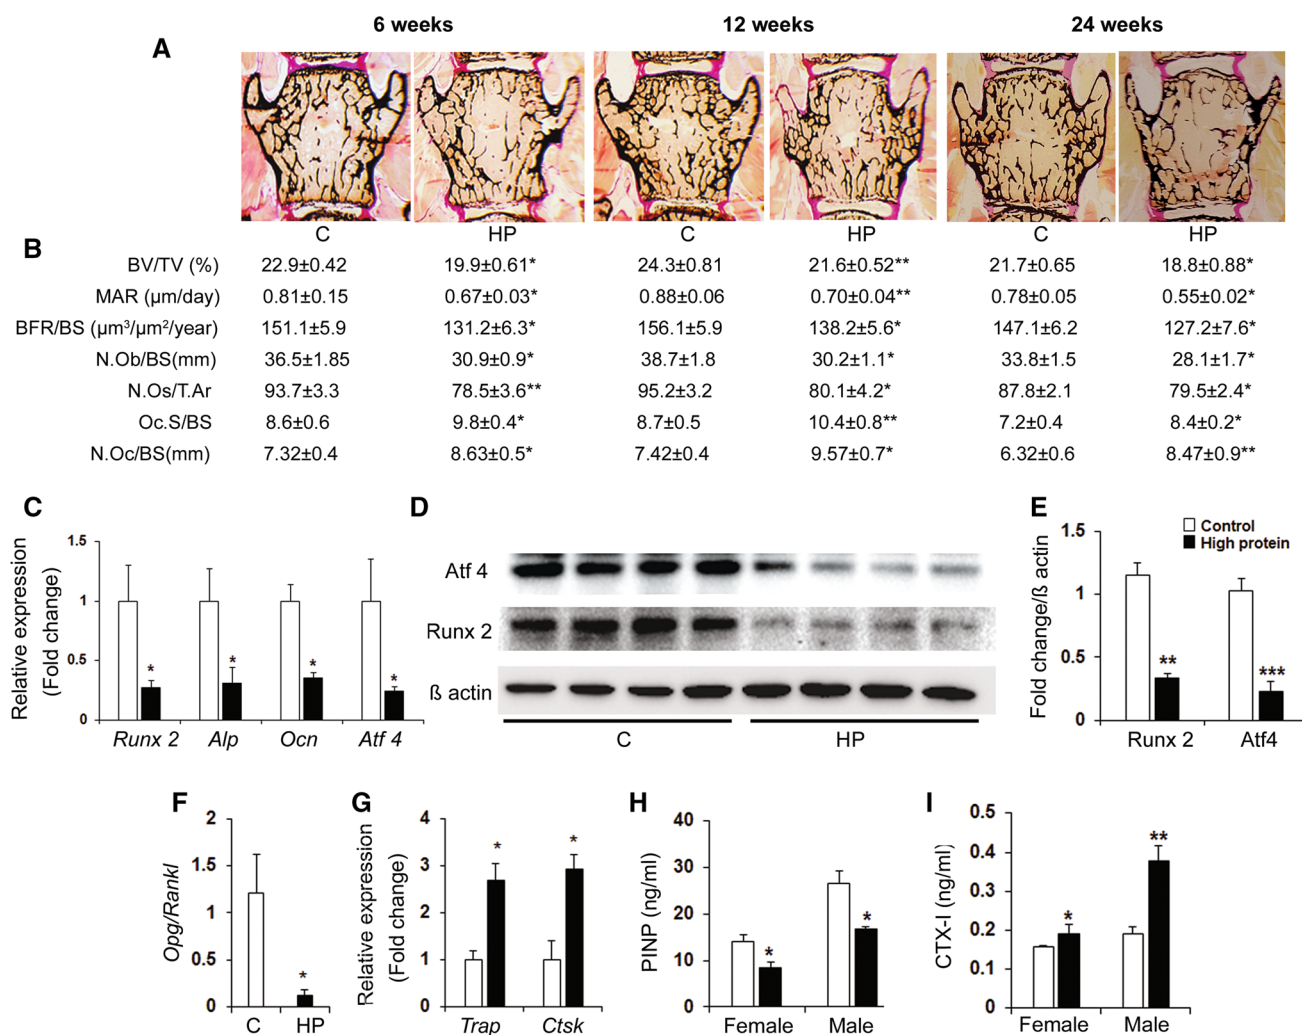 6 weeks 12 weeks 24 weeks
A
C HP C HP C HP
B
BV/TV (%) 22.9±0.42 19.9±0.61* 24.3±0.81 21.6±0.52** 21.7±0.65 18.8±0.88*
MAR (µm/day) 0.81±0.15 0.67±0.03* 0.88±0.06 0.70±0.04** 0.78±0.05 0.55±0.02*
BFR/BS (µm³/µm²/year) 151.1±5.9 131.2±6.3* 156.1±5.9 138.2±5.6* 147.1±6.2 127.2±7.6*
N.Ob/BS(mm) 36.5±1.85 30.9±0.9* 38.7±1.8 30.2±1.1* 33.8±1.5 28.1±1.7*
N.Os/T.Ar 93.7±3.3 78.5±3.6** 95.2±3.2 80.1±4.2* 87.8±2.1 79.5±2.4*
Oc.S/BS 8.6±0.6 9.8±0.4* 8.7±0.5 10.4±0.8** 7.2±0.4 8.4±0.2*
N.Oc/BS(mm) 7.32±0.4 8.63±0.5* 7.42±0.4 9.57±0.7* 6.32±0.6 8.47±0.9**
C
Relative expression
(Fold change)
1.5
1
0.5
0
* * * *
Runx 2 Alp Ocn Atf 4
D
Atf 4
Runx 2
ß actin
C HP
E
Fold change/ß actin
1.5
1
0.5
0
Control
High protein
** ***
Runx 2 Atf4
F
Opg/Rankl
2
1.5
1
0.5
0
*
C HP
G
Relative expression
(Fold change)
4
3
2
1
0
* *
Trap Ctsk
H
PINP (ng/ml)
40
30
20
10
0
* *
Female Male
I
CTX-I (ng/ml)
0.5
0.4
0.3
0.2
0.1
0
* **
Female Male